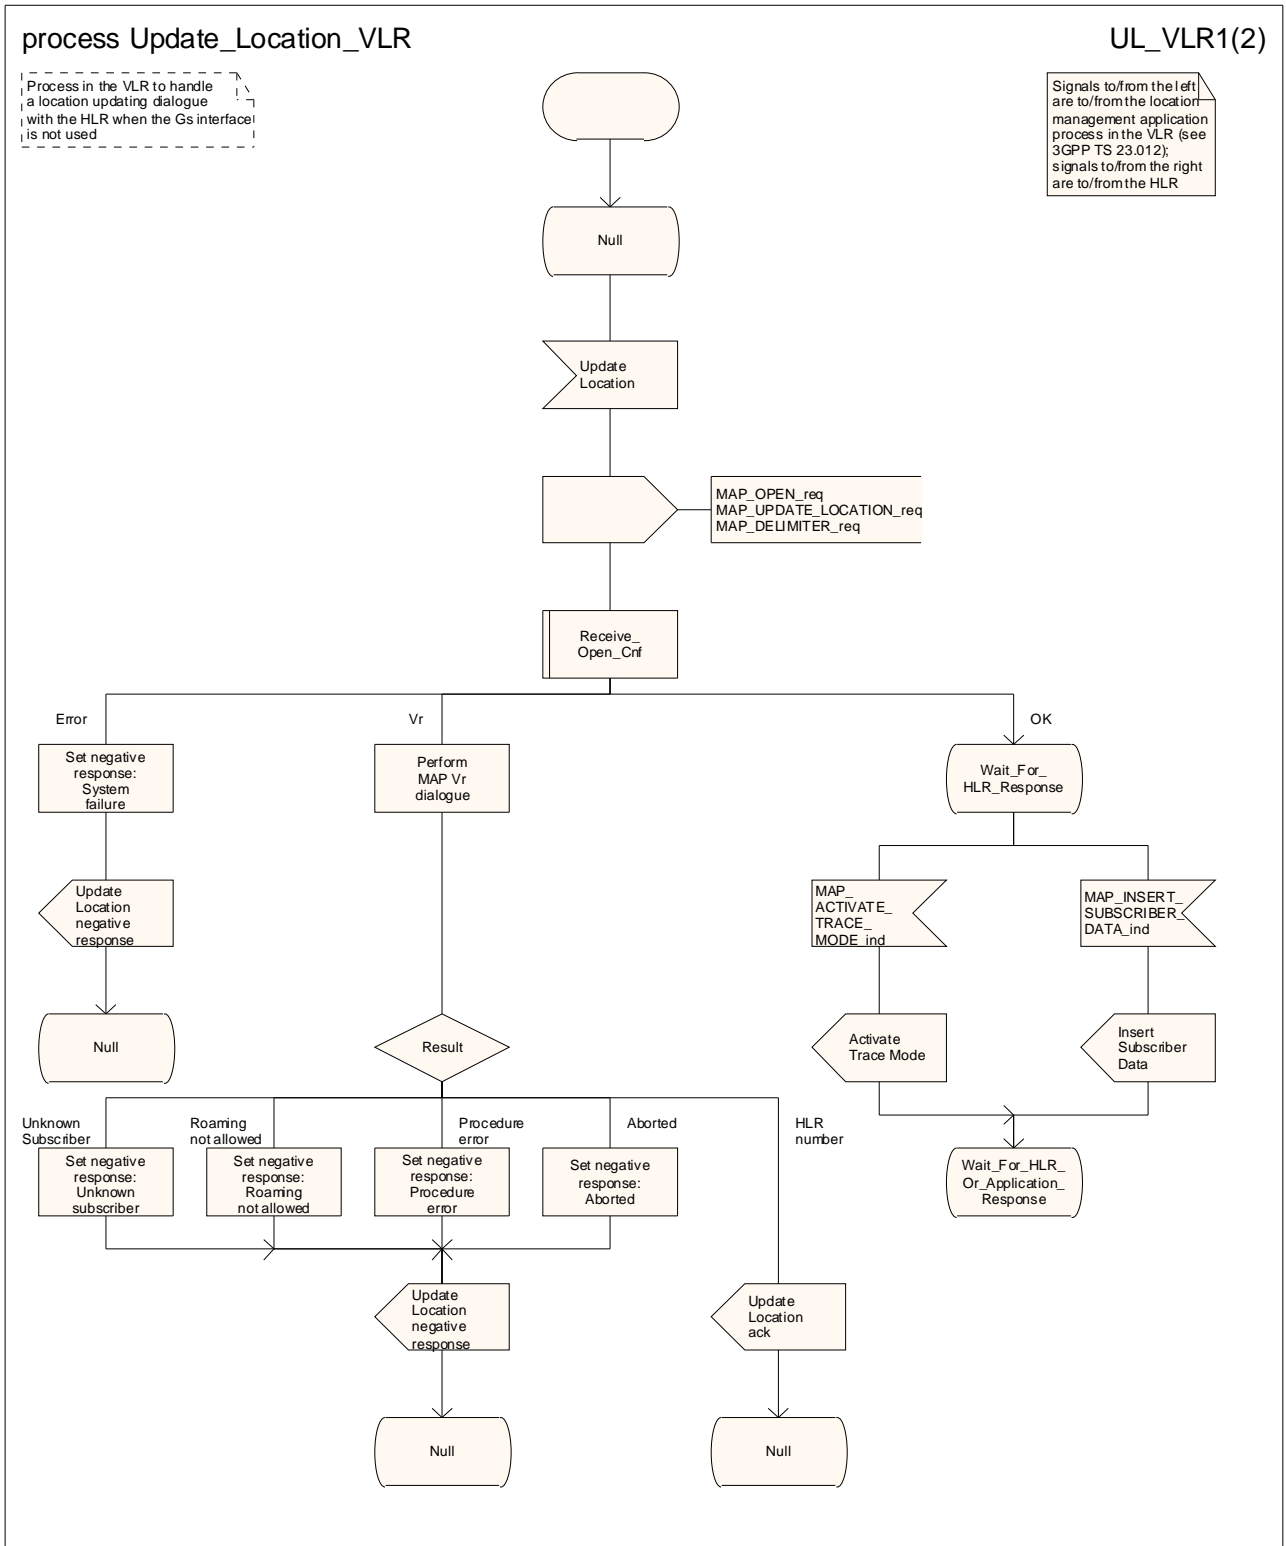 process Update_Location_VLR
UL_VLR1(2)
Process in the VLR to handle
a location updating dialogue
with the HLR when the Gs interface
is not used
Signals to/from the left
are to/from the location
management application
process in the VLR (see
3GPP TS 23.012);
signals to/from the right
are to/from the HLR
Null
Update
Location
MAP_OPEN_req
MAP_UPDATE_LOCATION_req
MAP_DELIMITER_req
Receive_
Open_Cnf
Error
Vr
OK
Set negative
response:
System
failure
Perform
MAP Vr
dialogue
Wait_For_
HLR_Response
Update
Location
negative
response
MAP_
ACTIVATE_
TRACE_
MODE_ind
MAP_INSERT_
SUBSCRIBER_
DATA_ind
Null
Result
Activate
Trace Mode
Insert
Subscriber
Data
Unknown
Subscriber
Roaming
not allowed
Procedure
error
Aborted
HLR
number
Set negative
response:
Unknown
subscriber
Set negative
response:
Roaming
not allowed
Set negative
response:
Procedure
error
Set negative
response:
Aborted
Wait_For_HLR_
Or_Application_
Response
Update
Location
negative
response
Update
Location
ack
Null
Null